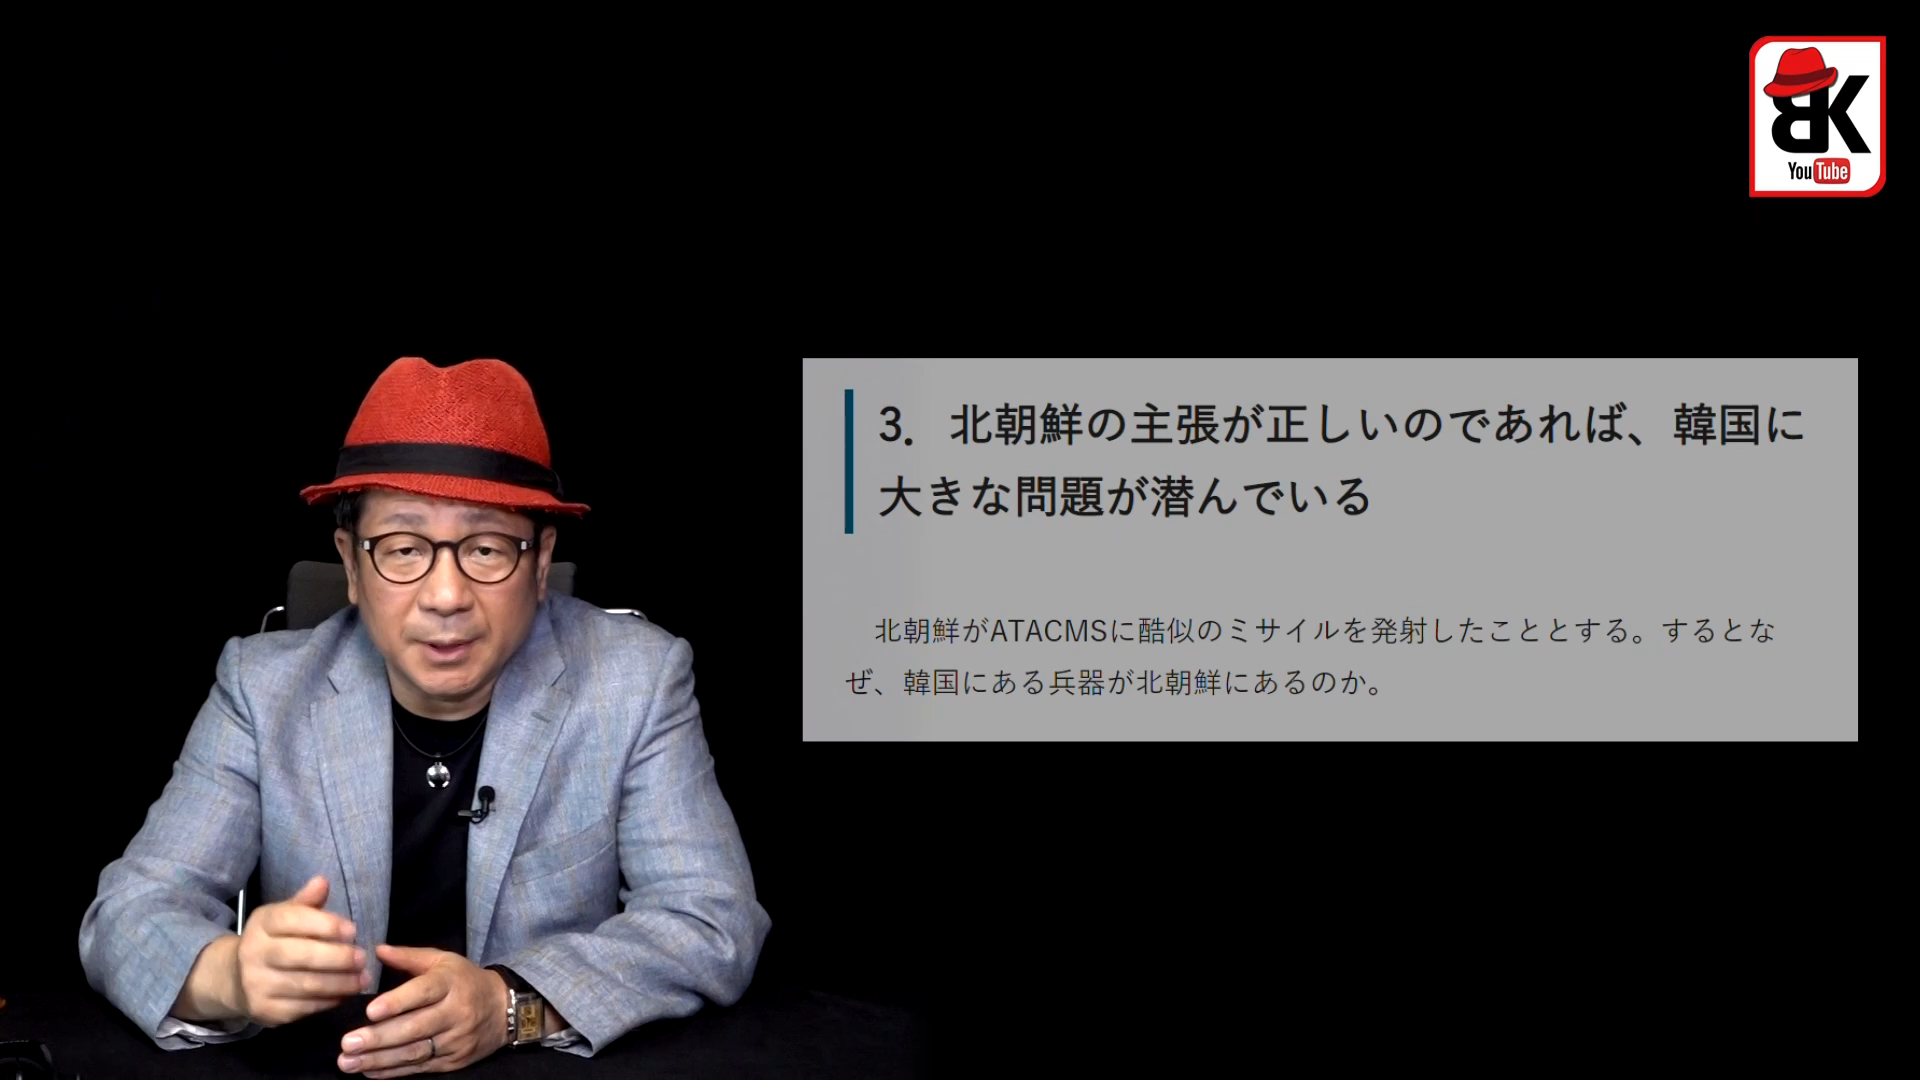 BK
YouTube
3．北朝鮮の主張が正しいのであれば、韓国に
大きな問題が潜んでいる
北朝鮮がATACMSに酷似のミサイルを発射したこととする。するとな
ぜ、韓国にある兵器が北朝鮮にあるのか。